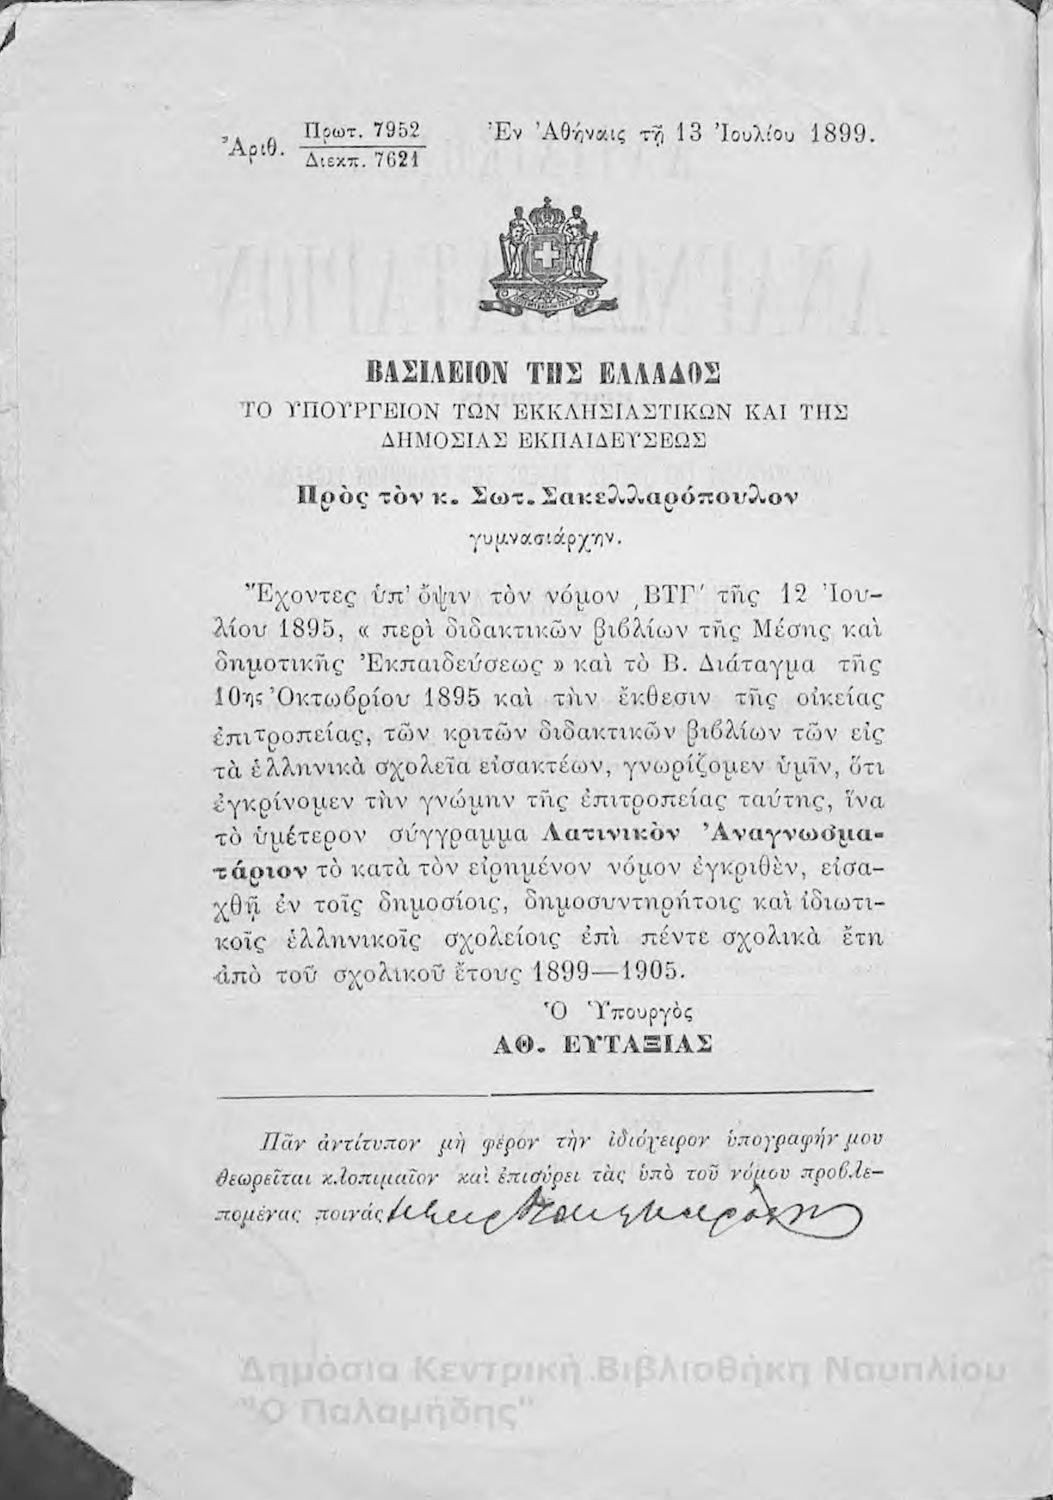 Ἀριθ. Πρωτ. 7952 Ἐν Ἀθήναις τῇ 13 Ἰουλίου 1899.
Διεκπ. 7621
ΒΑΣΙΛΕΙΟΝ ΤΗΣ ΕΛΛΑΔΟΣ
ΤΟ ΥΠΟΥΡΓΕΙΟΝ ΤΩΝ ΕΚΚΛΗΣΙΑΣΤΙΚΩΝ ΚΑΙ ΤΗΣ
ΔΗΜΟΣΙΑΣ ΕΚΠΑΙΔΕΥΣΕΩΣ
Πρὸς τὸν κ. Σωτ. Σακελλαρόπουλον
γυμνασιάρχην.
Ἔχοντες ὑπ' ὄψιν τὸν νόμον ͵ΒΤΓ' τῆς 12 Ἰου-
λίου 1895, « περὶ διδακτικῶν βιβλίων τῆς Μέσης καὶ
δημοτικῆς Ἐκπαιδεύσεως » καὶ τὸ Β. Διάταγμα τῆς
10ης Ὀκτωβρίου 1895 καὶ τὴν ἔκθεσιν τῆς οἰκείας
ἐπιτροπείας, τῶν κριτῶν διδακτικῶν βιβλίων τῶν εἰς
τὰ ἑλληνικὰ σχολεῖα εἰσακτέων, γνωρίζομεν ὑμῖν, ὅτι
ἐγκρίνομεν τὴν γνώμην τῆς ἐπιτροπείας ταύτης, ἵνα
τὸ ὑμέτερον σύγγραμμα Λατινικὸν Ἀναγνωσμα-
τάριον τὸ κατὰ τὸν εἰρημένον νόμον ἐγκριθὲν, εἰσα-
χθῇ ἐν τοῖς δημοσίοις, δημοσυντηρήτοις καὶ ἰδιωτι-
κοῖς ἑλληνικοῖς σχολείοις ἐπὶ πέντε σχολικὰ ἔτη
ἀπὸ τοῦ σχολικοῦ ἔτους 1899—1905.
Ὁ Ὑπουργὸς
ΑΘ. ΕΥΤΑΞΙΑΣ
Πᾶν ἀντίτυπον μὴ φέρον τὴν ἰδιόχειρον ὑπογραφήν μου
θεωρεῖται κλοπιμαῖον καὶ ἐπισύρει τὰς ὑπὸ τοῦ νόμου προβλε-
πομένας ποινάς
Δημόσια Κεντρική Βιβλιοθήκη Ναυπλίου
"Ο Παλαμήδης"